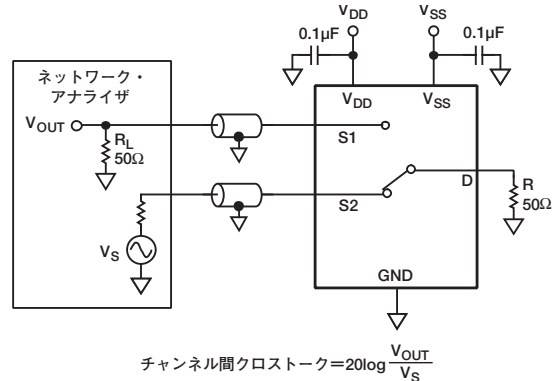 VDD
VSS
0.1μF
0.1μF
ネットワーク・
アナライザ
VDD
VSS
VOUT
RL
50Ω
S1
S2
D
R
50Ω
VS
GND
チャンネル間クロストーク=20log VOUT/VS